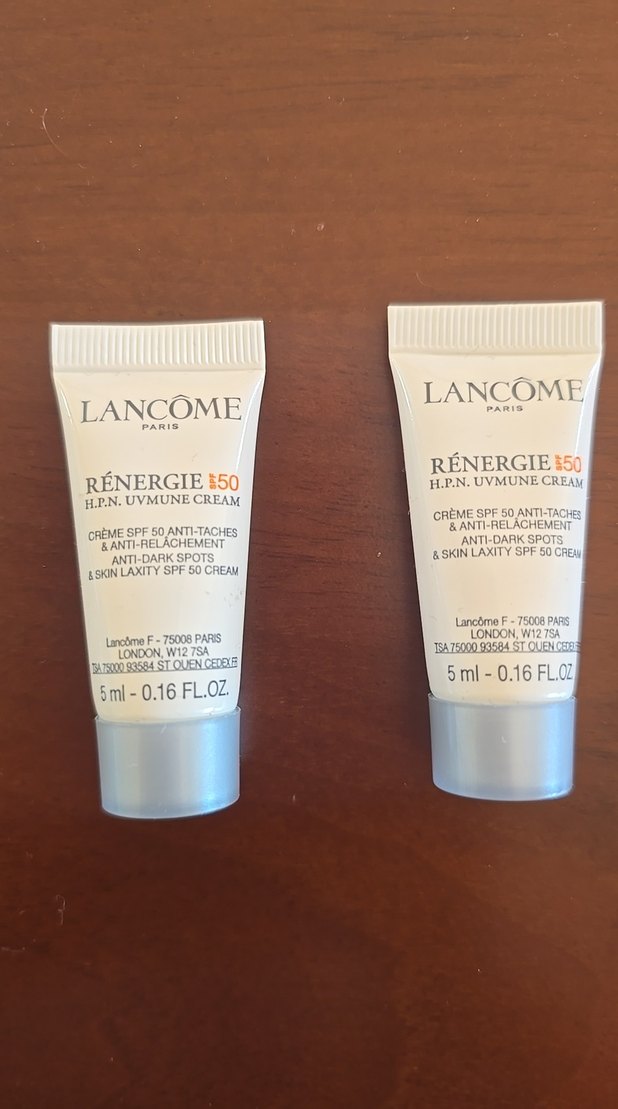 LANCÔME
PARIS
RÉNERGIE SPF 50
H.P.N. UVMUNE CREAM
CRÈME SPF 50 ANTI-TACHES
& ANTI-RELÂCHEMENT
ANTI-DARK SPOTS
& SKIN LAXITY SPF 50 CREAM
Lancôme F - 75008 PARIS
LONDON, W12 7SA
TSA 75000 93584 ST OUEN CEDEX FR
5 ml - 0.16 FL.OZ.
LANCÔME
PARIS
RÉNERGIE SPF 50
H.P.N. UVMUNE CREAM
CRÈME SPF 50 ANTI-TACHES
& ANTI-RELÂCHEMENT
ANTI-DARK SPOTS
& SKIN LAXITY SPF 50 CREAM
Lancôme F - 75008 PARIS
LONDON, W12 7SA
TSA 75000 93584 ST OUEN CEDEX FR
5 ml - 0.16 FL.OZ.